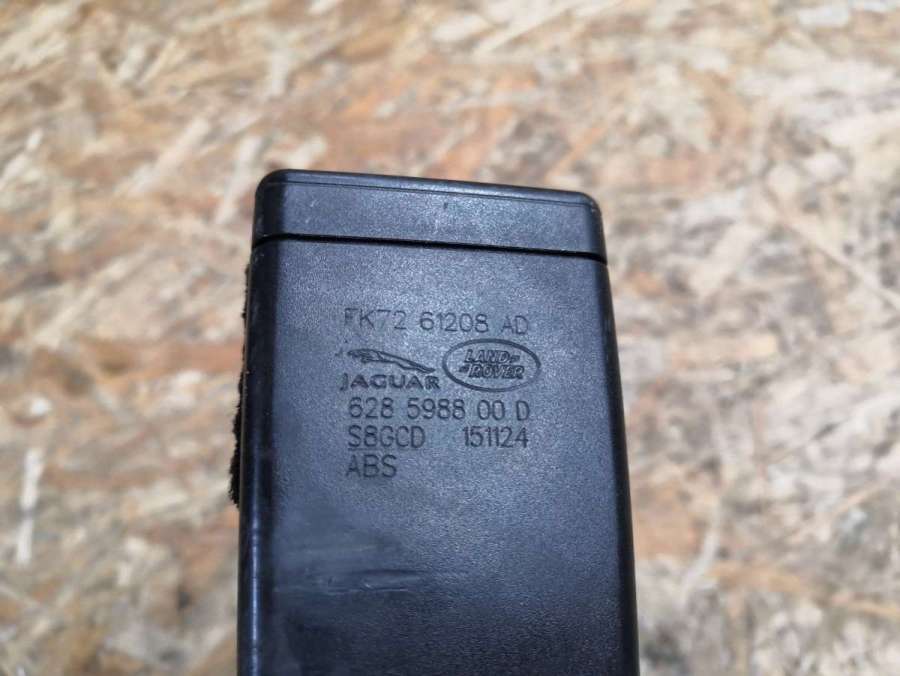 FK72 61208 AD
JAGUAR
LAND-
-ROVER
628 5988 00 D
S8GCD 151124
ABS